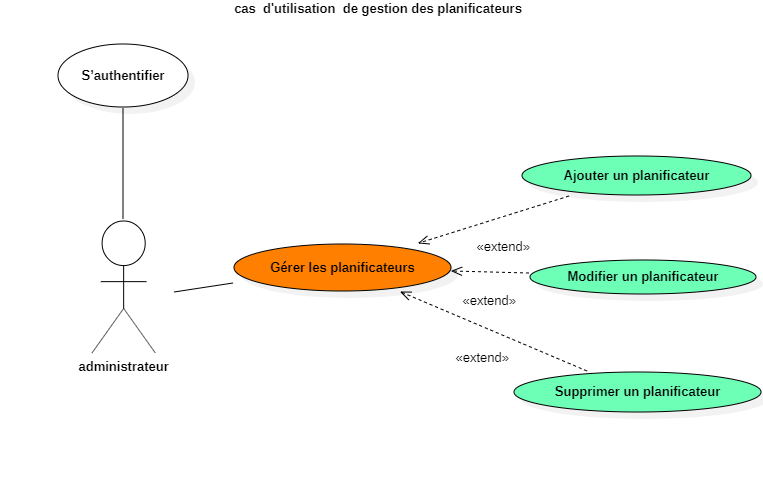 cas d'utilisation de gestion des planificateurs
S'authentifier
Ajouter un planificateur
«extend»
Gérer les planificateurs
Modifier un planificateur
«extend»
«extend»
administrateur
Supprimer un planificateur